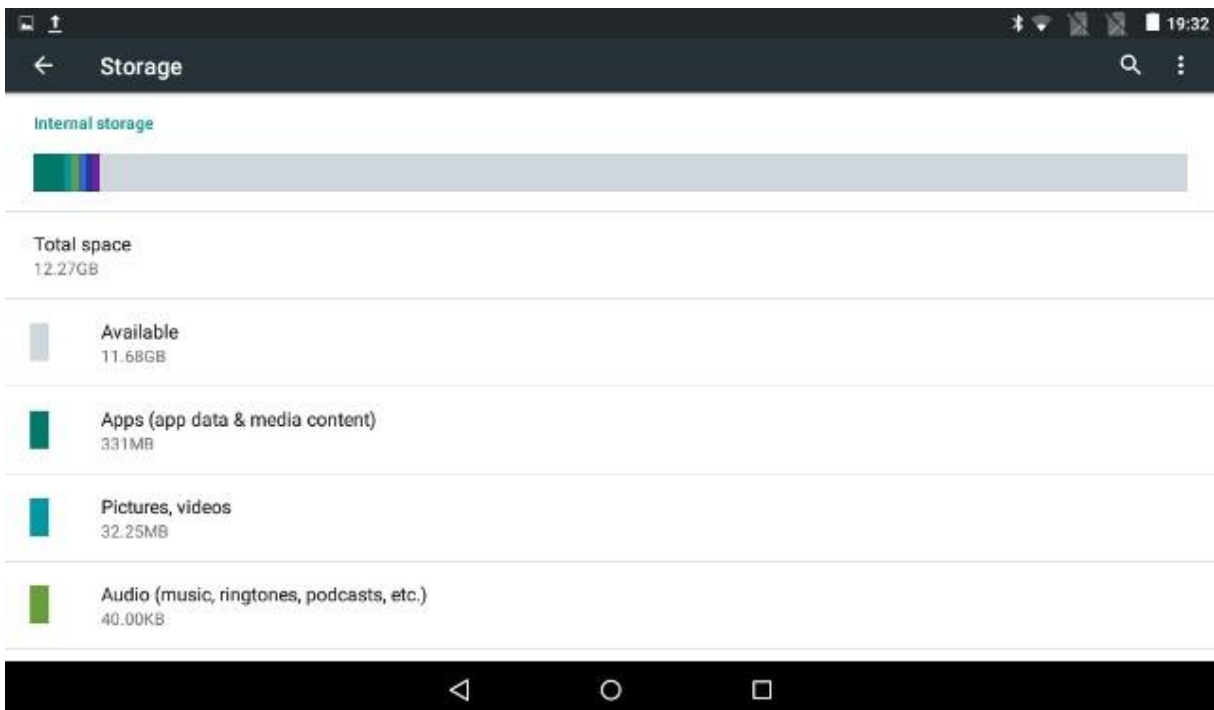 19:32
Storage
Internal storage
Total space
12.27GB
Available
11.68GB
Apps (app data & media content)
331MB
Pictures, videos
32.25MB
Audio (music, ringtones, podcasts, etc.)
40.00KB